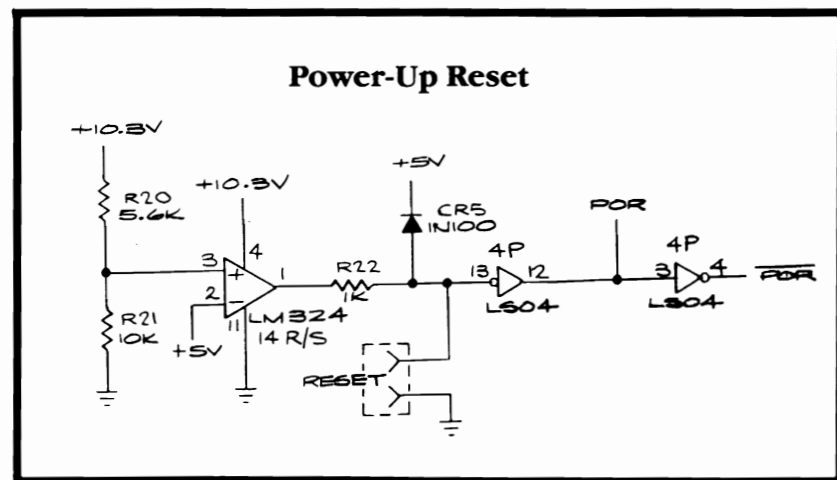 Power-Up Reset
+10.3V
R20
5.6K
+10.3V
+5V
CR5
1N100
POR
3
4
+
1
R22
1K
13
4P
12
LS04
3
4P
4
LS04
POR
2
−
11
LM324
14 R/S
R21
10K
+5V
RESET